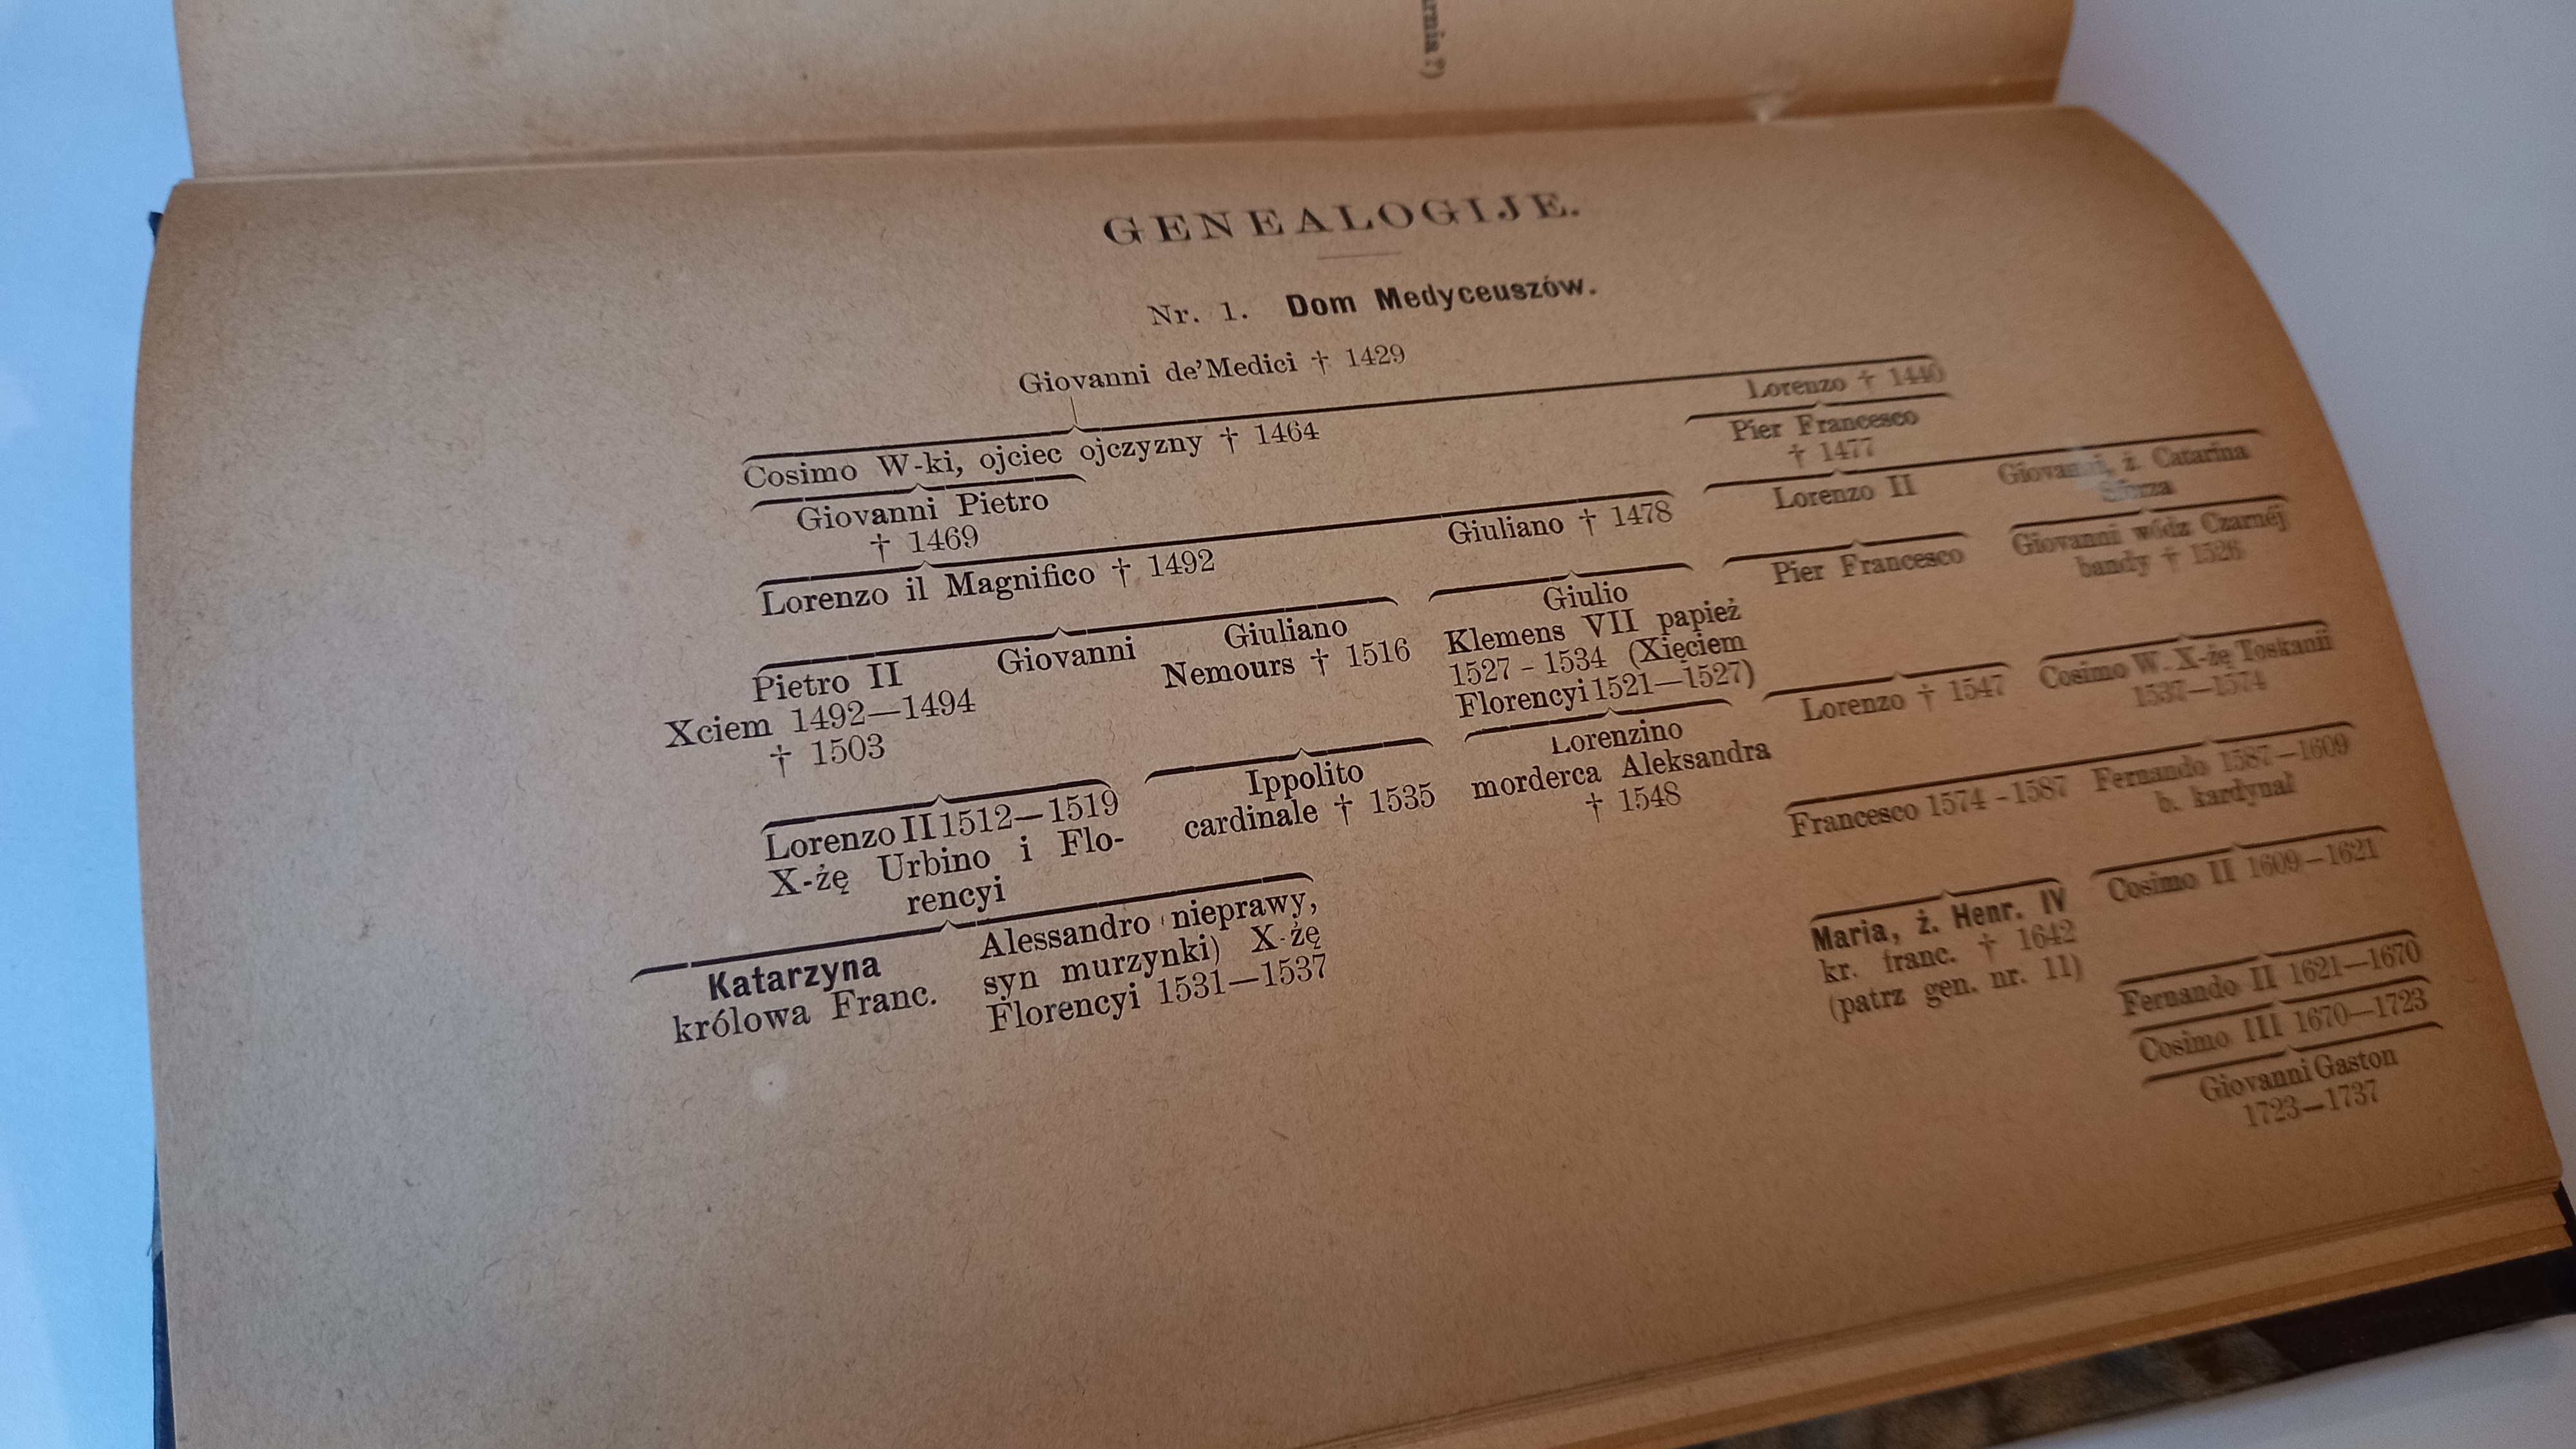 GENEALOGIJE.
Nr. 1. Dom Medyceuszów.
Giovanni de'Medici † 1429
Cosimo W-ki, ojciec ojczyzny † 1464
Lorenzo † 1440
Pier Francesco
† 1477
Giovanni Pietro
† 1469
Lorenzo il Magnifico † 1492
Giuliano † 1478
Lorenzo II
Giovanni, ż. Catarina
Sforza
Pietro II
Xciem 1492—1494
† 1503
Giovanni
Giuliano
Nemours † 1516
Giulio
Klemens VII papież
1527-1534 (Xięciem
Florencyi 1521—1527)
Pier Francesco
Giovanni wódz Czarnéj
bandy † 1526
Lorenzo II 1512—1519
X-żę Urbino i Flo-
rencyi
Ippolito
cardinale † 1535
Lorenzino
morderca Aleksandra
† 1548
Lorenzo † 1547
Cosimo W. X-żę Toskanii
1537—1574
Katarzyna
królowa Franc.
Alessandro nieprawy,
syn murzynki) X-żę
Florencyi 1531—1537
Francesco 1574-1587
Fernando 1587—1609
b. kardynał
Maria, ż. Henr. IV
kr. franc. † 1642
(patrz gen. nr. 11)
Cosimo II 1609—1621
Fernando II 1621—1670
Cosimo III 1670—1723
Giovanni Gaston
1723—1737